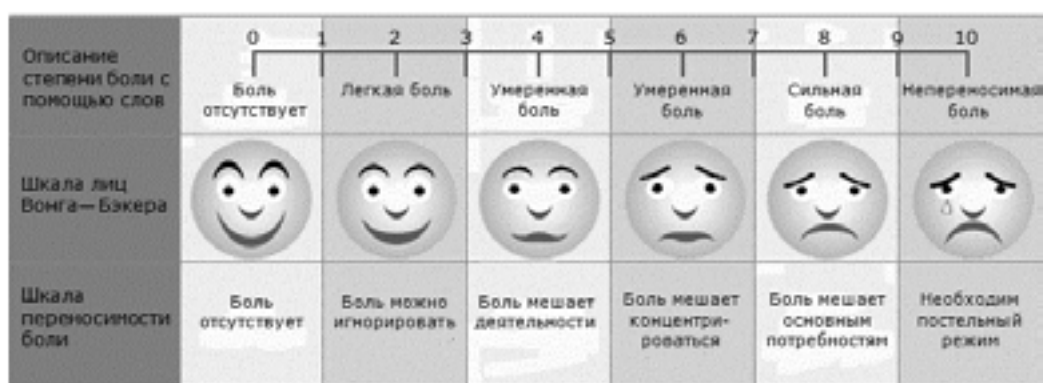 Описание
степени боли с
помощью слов
0 1 2 3 4 5 6 7 8 9 10
Боль
отсутствует
Легкая боль
Умеренная
боль
Умеренная
боль
Сильная
боль
Непереносимая
боль
Шкала лиц
Вонга—Бэкера
Шкала
переносимости
боли
Боль
отсутствует
Боль можно
игнорировать
Боль мешает
деятельности
Боль мешает
концентри-
роваться
Боль мешает
основным
потребностям
Необходим
постельный
режим